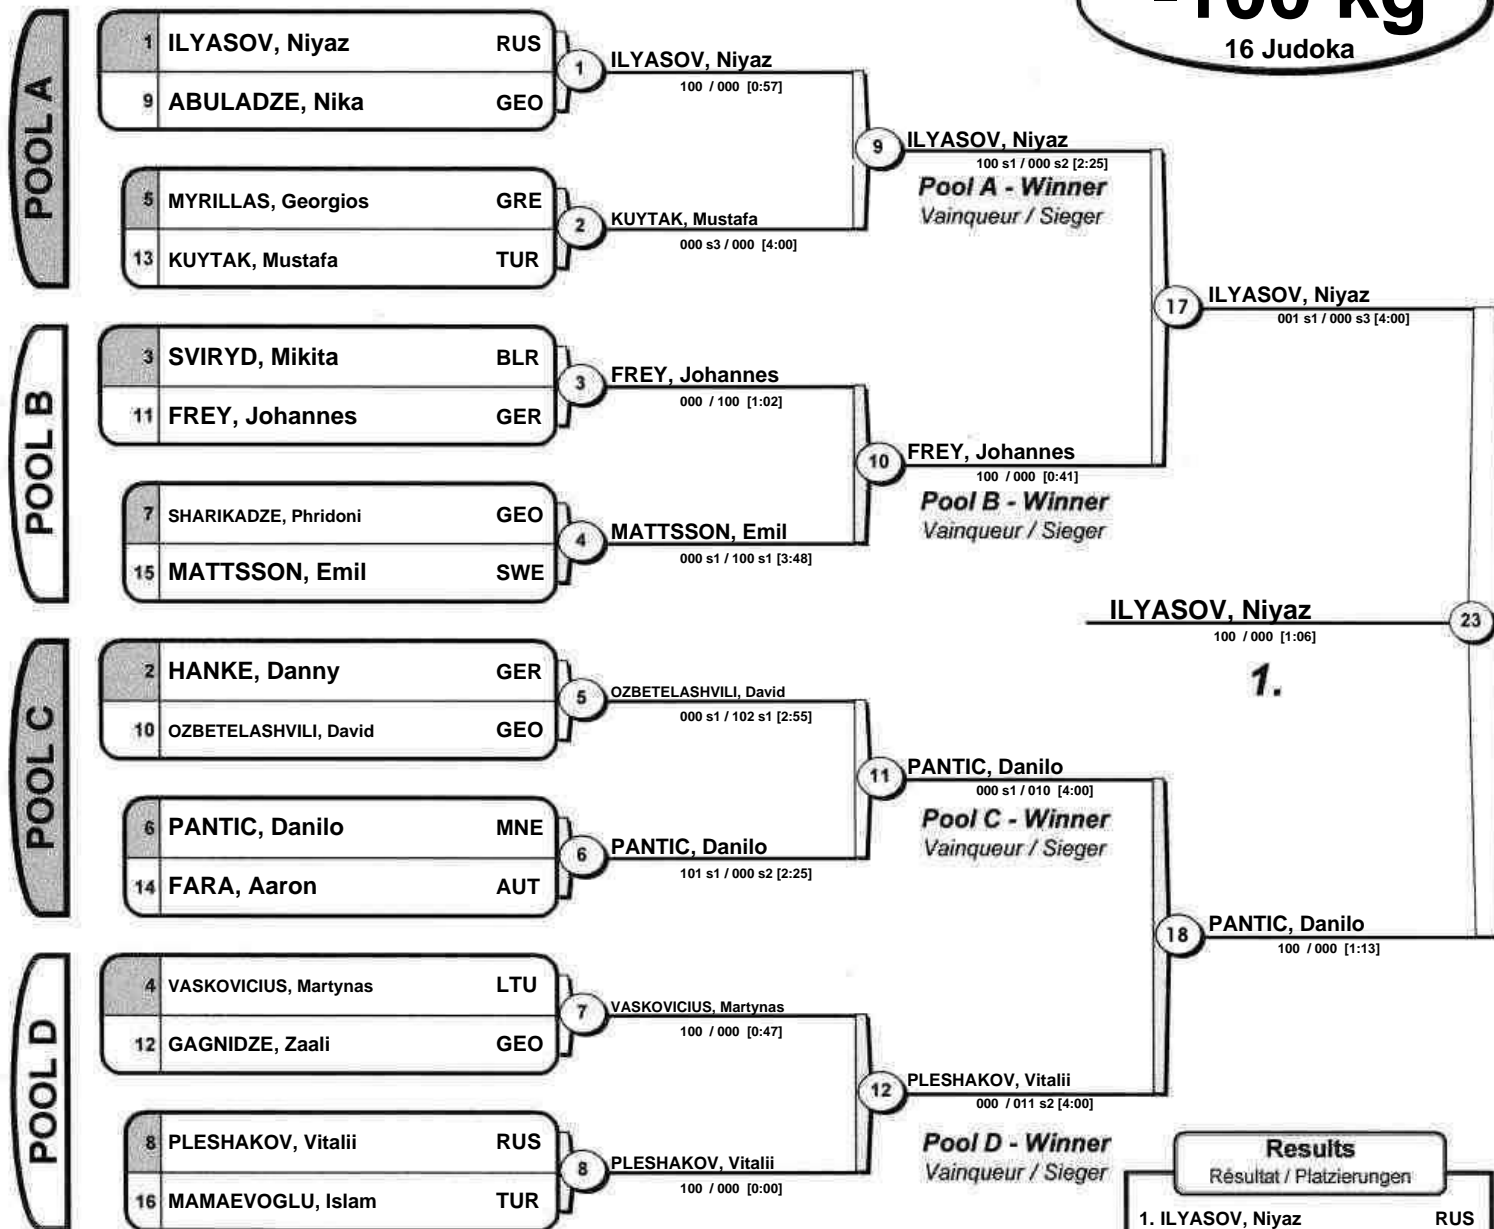 -100 kg
16 Judoka
POOL A
1 ILYASOV, Niyaz RUS
9 ABULADZE, Nika GEO
1
ILYASOV, Niyaz
100 / 000 [0:57]
5 MYRILLAS, Georgios GRE
13 KUYTAK, Mustafa TUR
2
KUYTAK, Mustafa
000 s3 / 000 [4:00]
9
ILYASOV, Niyaz
100 s1 / 000 s2 [2:25]
Pool A - Winner
Vainqueur / Sieger
POOL B
3 SVIRYD, Mikita BLR
11 FREY, Johannes GER
3
FREY, Johannes
000 / 100 [1:02]
7 SHARIKADZE, Phridoni GEO
15 MATTSSON, Emil SWE
4
MATTSSON, Emil
000 s1 / 100 s1 [3:48]
10
FREY, Johannes
100 / 000 [0:41]
Pool B - Winner
Vainqueur / Sieger
17
ILYASOV, Niyaz
001 s1 / 000 s3 [4:00]
ILYASOV, Niyaz
23
100 / 000 [1:06]
1.
POOL C
2 HANKE, Danny GER
10 OZBETELASHVILI, David GEO
5
OZBETELASHVILI, David
000 s1 / 102 s1 [2:55]
6 PANTIC, Danilo MNE
14 FARA, Aaron AUT
6
PANTIC, Danilo
101 s1 / 000 s2 [2:25]
11
PANTIC, Danilo
000 s1 / 010 [4:00]
Pool C - Winner
Vainqueur / Sieger
18
PANTIC, Danilo
100 / 000 [1:13]
POOL D
4 VASKOVICIUS, Martynas LTU
12 GAGNIDZE, Zaali GEO
7
VASKOVICIUS, Martynas
100 / 000 [0:47]
8 PLESHAKOV, Vitalii RUS
16 MAMAEVOGLU, Islam TUR
8
PLESHAKOV, Vitalii
100 / 000 [0:00]
12
PLESHAKOV, Vitalii
000 / 011 s2 [4:00]
Pool D - Winner
Vainqueur / Sieger
Results
Résultat / Platzierungen
1. ILYASOV, Niyaz RUS